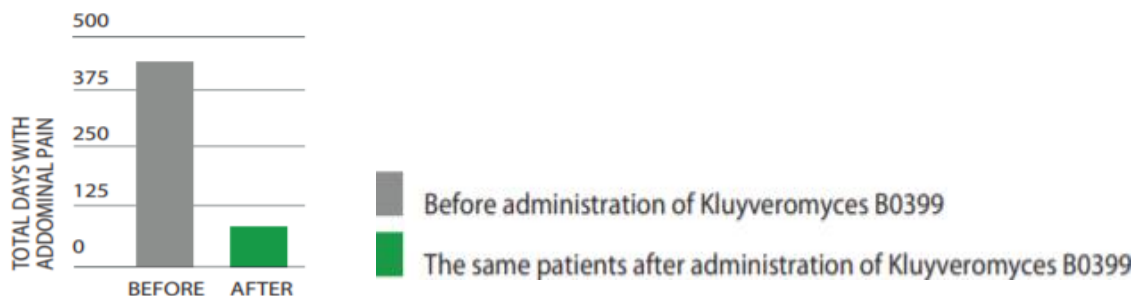 500
375
250
125
0
TOTAL DAYS WITH
ADDOMINAL PAIN
BEFORE AFTER
Before administration of Kluyveromyces B0399
The same patients after administration of Kluyveromyces B0399